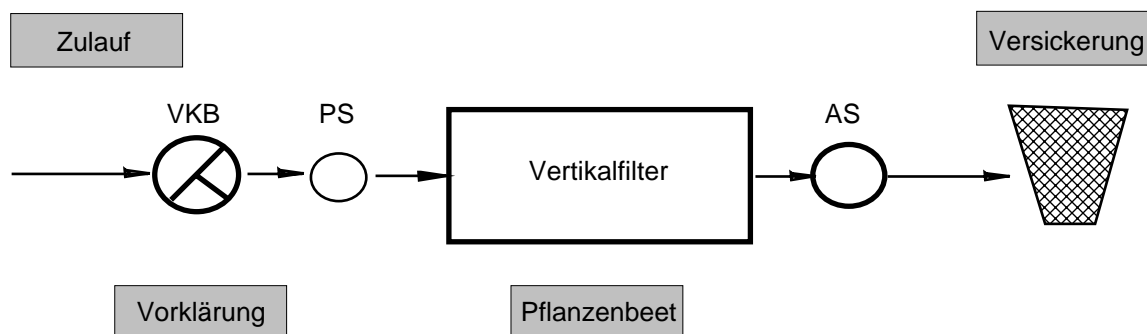 Zulauf
Versickerung
VKB
PS
AS
Vertikalfilter
Vorklärung
Pflanzenbeet